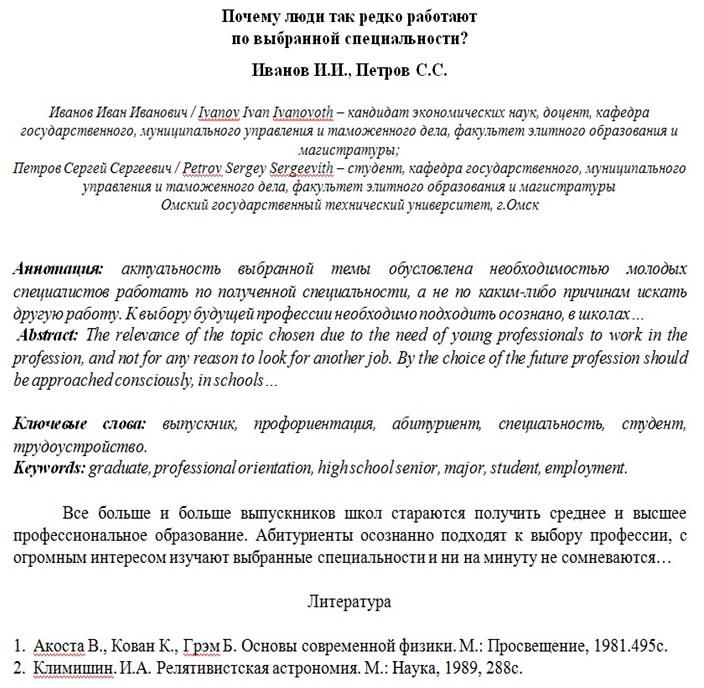 Почему люди так редко работают
по выбранной специальности?
Иванов И.И., Петров С.С.
Иванов Иван Иванович / Ivanov Ivan Ivanovoth – кандидат экономических наук, доцент, кафедра
государственного, муниципального управления и таможенного дела, факультет элитного образования и
магистратуры;
Петров Сергей Сергеевич / Petrov Sergey Sergeevith – студент, кафедра государственного, муниципального
управления и таможенного дела, факультет элитного образования и магистратуры
Омский государственный технический университет, г.Омск
Аннотация: актуальность выбранной темы обусловлена необходимостью молодых
специалистов работать по полученной специальности, а не по каким-либо причинам искать
другую работу. К выбору будущей профессии необходимо подходить осознано, в школах…
Abstract: The relevance of the topic chosen due to the need of young professionals to work in the
profession, and not for any reason to look for another job. By the choice of the future profession should
be approached consciously, in schools…
Ключевые слова: выпускник, профориентация, абитуриент, специальность, студент,
трудоустройство.
Keywords: graduate, professional orientation, high school senior, major, student, employment.
Все больше и больше выпускников школ стараются получить среднее и высшее
профессиональное образование. Абитуриенты осознанно подходят к выбору профессии, с
огромным интересом изучают выбранные специальности и ни на минуту не сомневаются…
Литература
1. Акоста В., Кован К., Грэм Б. Основы современной физики. М.: Просвещение, 1981.495с.
2. Климишин. И.А. Релятивистская астрономия. М.: Наука, 1989, 288с.